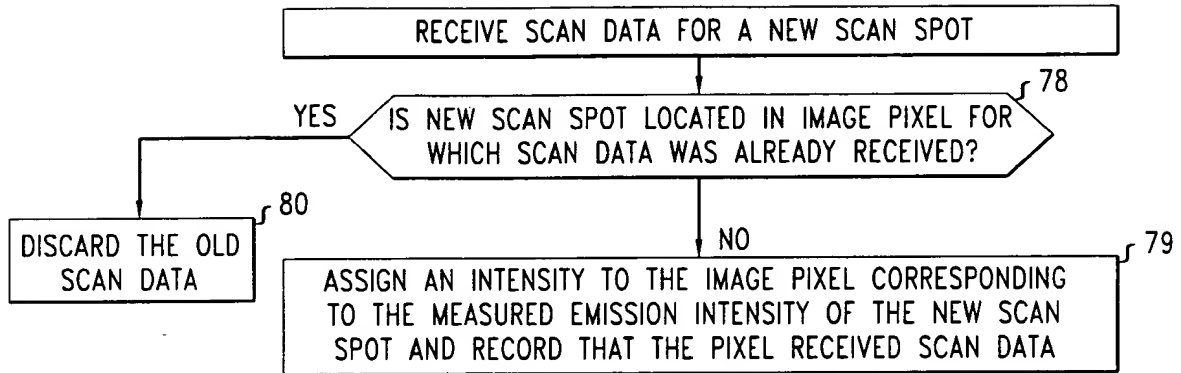 RECEIVE SCAN DATA FOR A NEW SCAN SPOT
78
YES
IS NEW SCAN SPOT LOCATED IN IMAGE PIXEL FOR
WHICH SCAN DATA WAS ALREADY RECEIVED?
80
DISCARD THE OLD
SCAN DATA
NO
79
ASSIGN AN INTENSITY TO THE IMAGE PIXEL CORRESPONDING
TO THE MEASURED EMISSION INTENSITY OF THE NEW SCAN
SPOT AND RECORD THAT THE PIXEL RECEIVED SCAN DATA